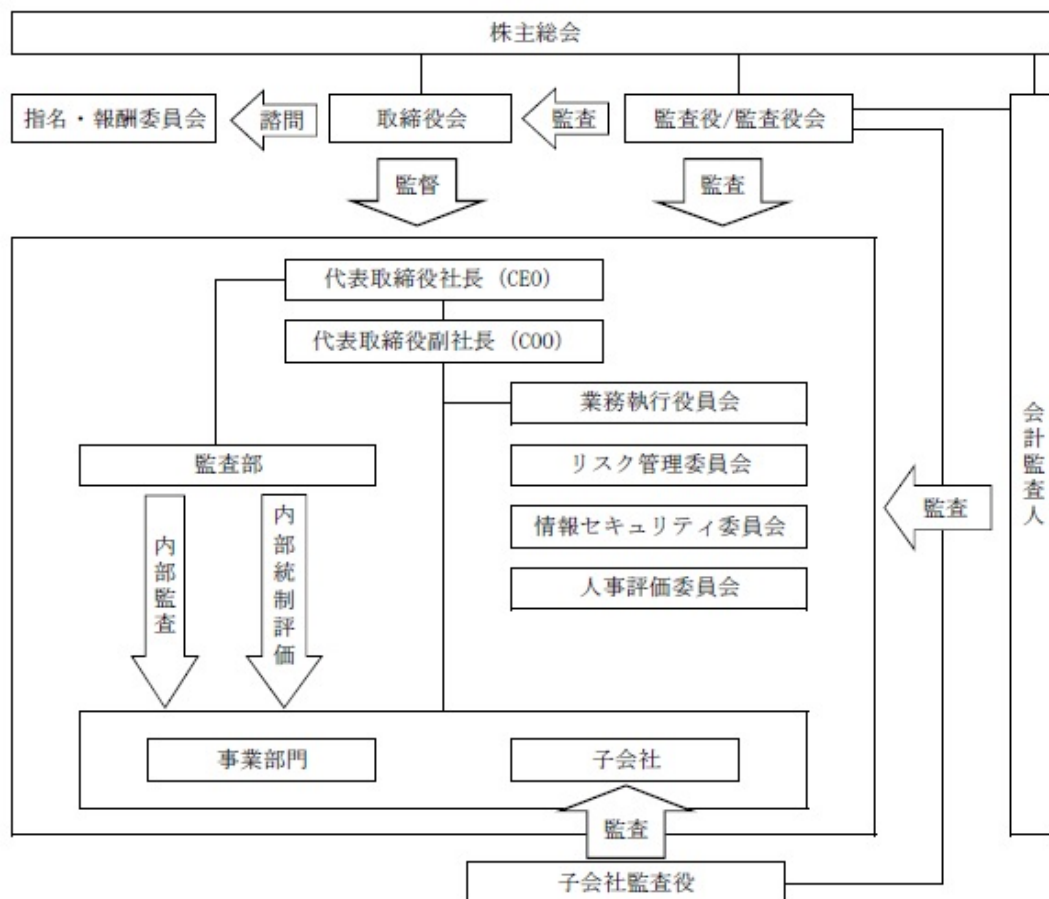 株主総会
指名・報酬委員会
諮問
取締役会
監査
監査役/監査役会
監督
監査
代表取締役社長 (CEO)
代表取締役副社長 (COO)
業務執行役員会
監査部
リスク管理委員会
情報セキュリティ委員会
人事評価委員会
内部監査
内部統制評価
監査
会計監査人
事業部門
子会社
監査
子会社監査役